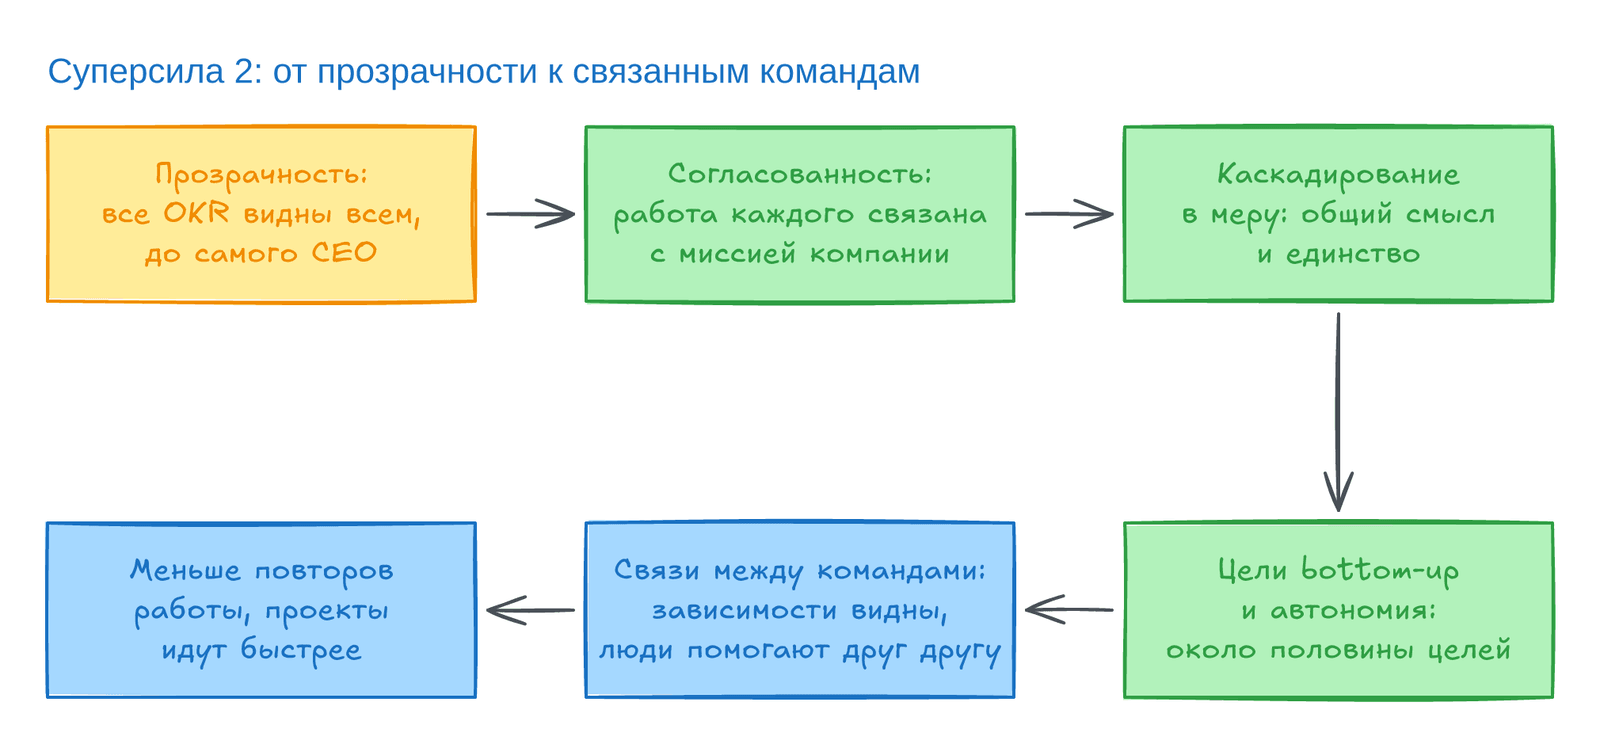 Суперсила 2: от прозрачности к связанным командам
Прозрачность:
все OKR видны всем,
до самого CEO
Согласованность:
работа каждого связана
с миссией компании
Каскадирование
в меру: общий смысл
и единство
Цели bottom-up
и автономия:
около половины целей
Связи между командами:
зависимости видны,
люди помогают друг другу
Меньше повторов
работы, проекты
идут быстрее